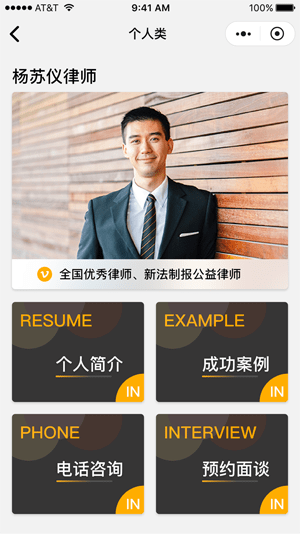 AT&T 9:41 AM 100%
个人类
杨苏仪律师
全国优秀律师、新法制报公益律师
RESUME EXAMPLE
个人简介 成功案例
IN IN
PHONE INTERVIEW
电话咨询 预约面谈
IN IN